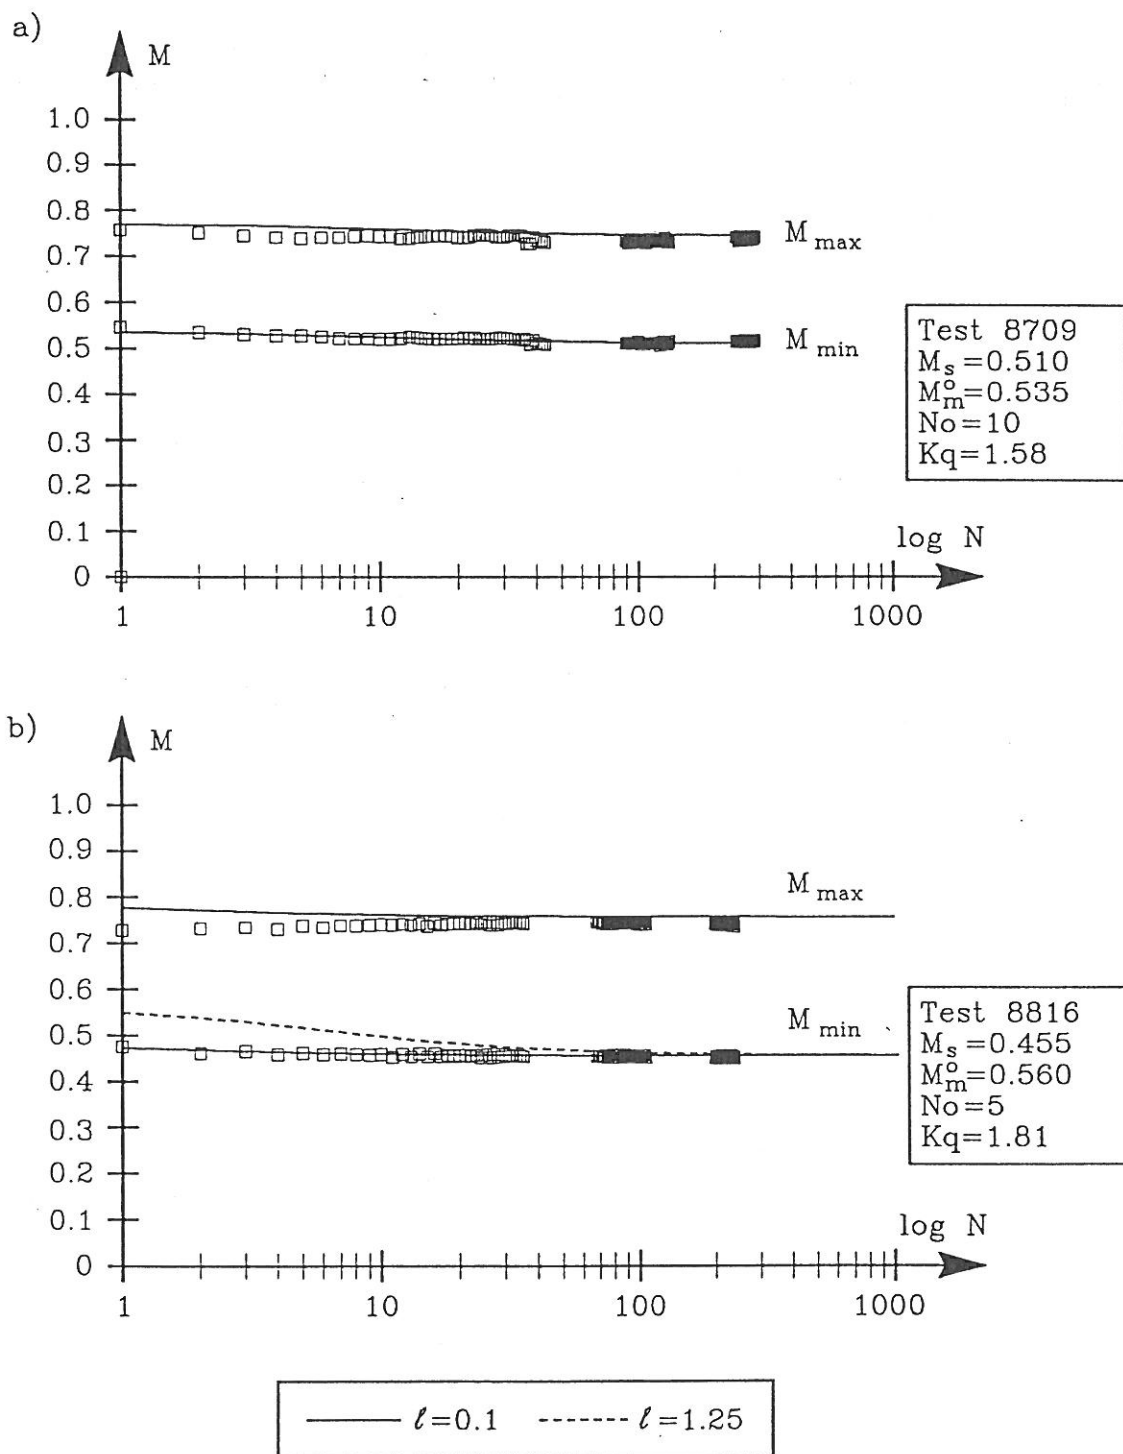 a)
M
1.0
0.9
0.8
0.7
0.6
0.5
0.4
0.3
0.2
0.1
0
M max
M min
Test 8709
Ms=0.510
M°m=0.535
No=10
Kq=1.58
log N
1 10 100 1000
b)
M
1.0
0.9
0.8
0.7
0.6
0.5
0.4
0.3
0.2
0.1
0
M max
M min
Test 8816
Ms=0.455
M°m=0.560
No=5
Kq=1.81
log N
1 10 100 1000
ℓ=0.1 ℓ=1.25